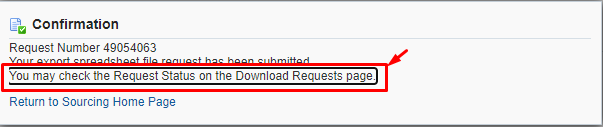 Confirmation
Request Number 49054063
Your export spreadsheet file request has been submitted
You may check the Request Status on the Download Requests page.
Return to Sourcing Home Page